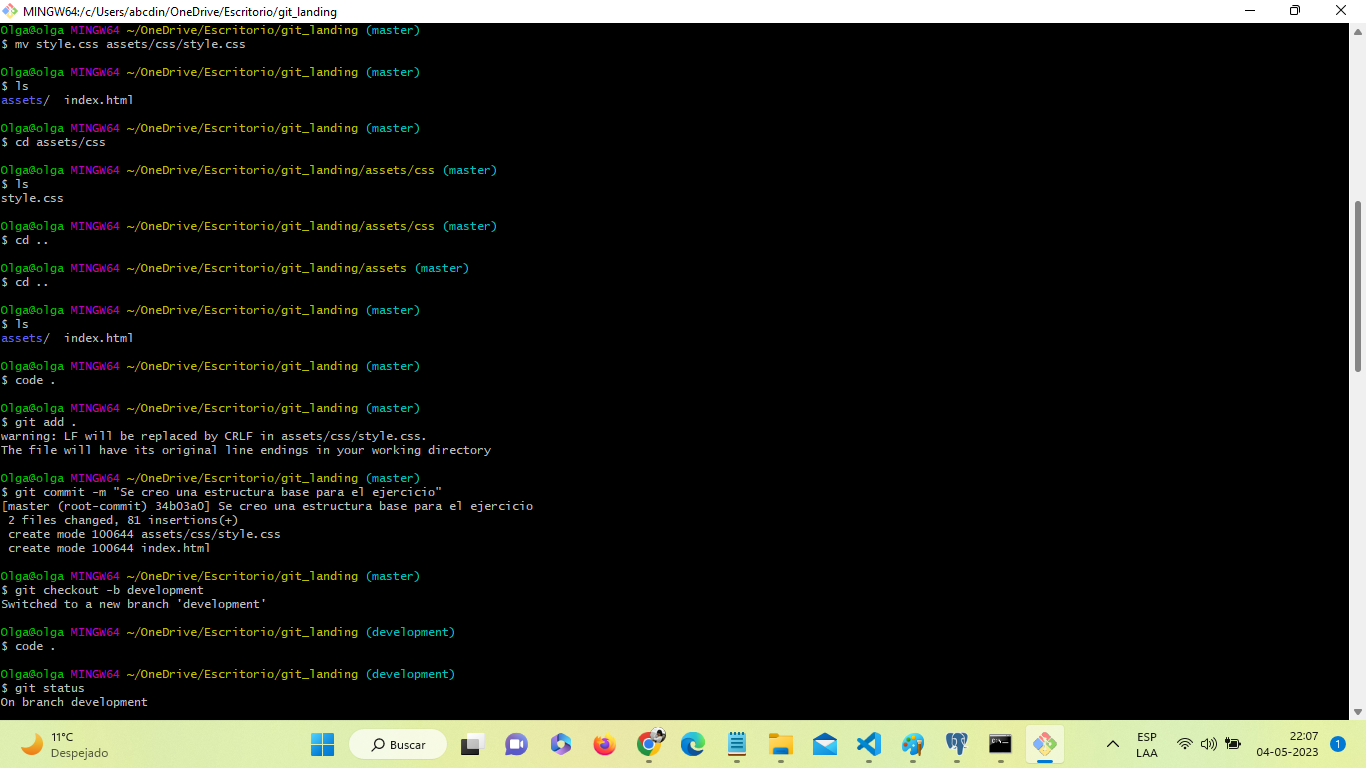 MINGW64:/c/Users/abcdin/OneDrive/Escritorio/git_landing
Olga@olga MINGW64 ~/OneDrive/Escritorio/git_landing (master)
$ mv style.css assets/css/style.css
Olga@olga MINGW64 ~/OneDrive/Escritorio/git_landing (master)
$ ls
assets/  index.html
Olga@olga MINGW64 ~/OneDrive/Escritorio/git_landing (master)
$ cd assets/css
Olga@olga MINGW64 ~/OneDrive/Escritorio/git_landing/assets/css (master)
$ ls
style.css
Olga@olga MINGW64 ~/OneDrive/Escritorio/git_landing/assets/css (master)
$ cd ..
Olga@olga MINGW64 ~/OneDrive/Escritorio/git_landing/assets (master)
$ cd ..
Olga@olga MINGW64 ~/OneDrive/Escritorio/git_landing (master)
$ ls
assets/  index.html
Olga@olga MINGW64 ~/OneDrive/Escritorio/git_landing (master)
$ code .
Olga@olga MINGW64 ~/OneDrive/Escritorio/git_landing (master)
$ git add .
warning: LF will be replaced by CRLF in assets/css/style.css.
The file will have its original line endings in your working directory
Olga@olga MINGW64 ~/OneDrive/Escritorio/git_landing (master)
$ git commit -m "Se creo una estructura base para el ejercicio"
[master (root-commit) 34b03a0] Se creo una estructura base para el ejercicio
 2 files changed, 81 insertions(+)
 create mode 100644 assets/css/style.css
 create mode 100644 index.html
Olga@olga MINGW64 ~/OneDrive/Escritorio/git_landing (master)
$ git checkout -b development
Switched to a new branch 'development'
Olga@olga MINGW64 ~/OneDrive/Escritorio/git_landing (development)
$ code .
Olga@olga MINGW64 ~/OneDrive/Escritorio/git_landing (development)
$ git status
On branch development
11°C
Despejado
Buscar
ESP
LAA
22:07
04-05-2023
1